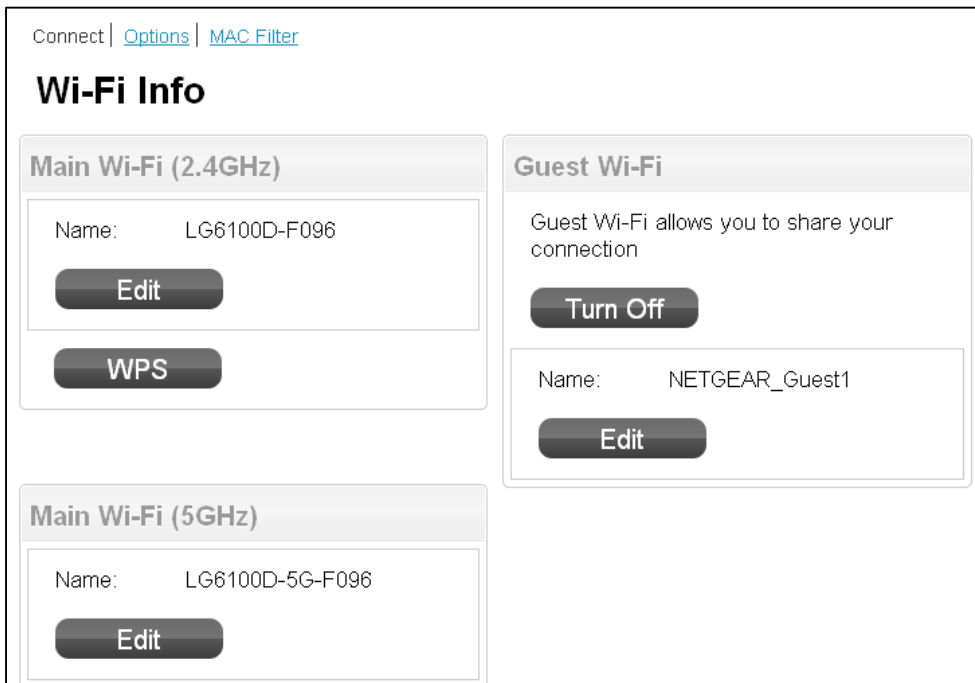 Connect | Options | MAC Filter
Wi-Fi Info
Main Wi-Fi (2.4GHz)
Name: LG6100D-F096
Edit
WPS
Guest Wi-Fi
Guest Wi-Fi allows you to share your
connection
Turn Off
Name: NETGEAR_Guest1
Edit
Main Wi-Fi (5GHz)
Name: LG6100D-5G-F096
Edit